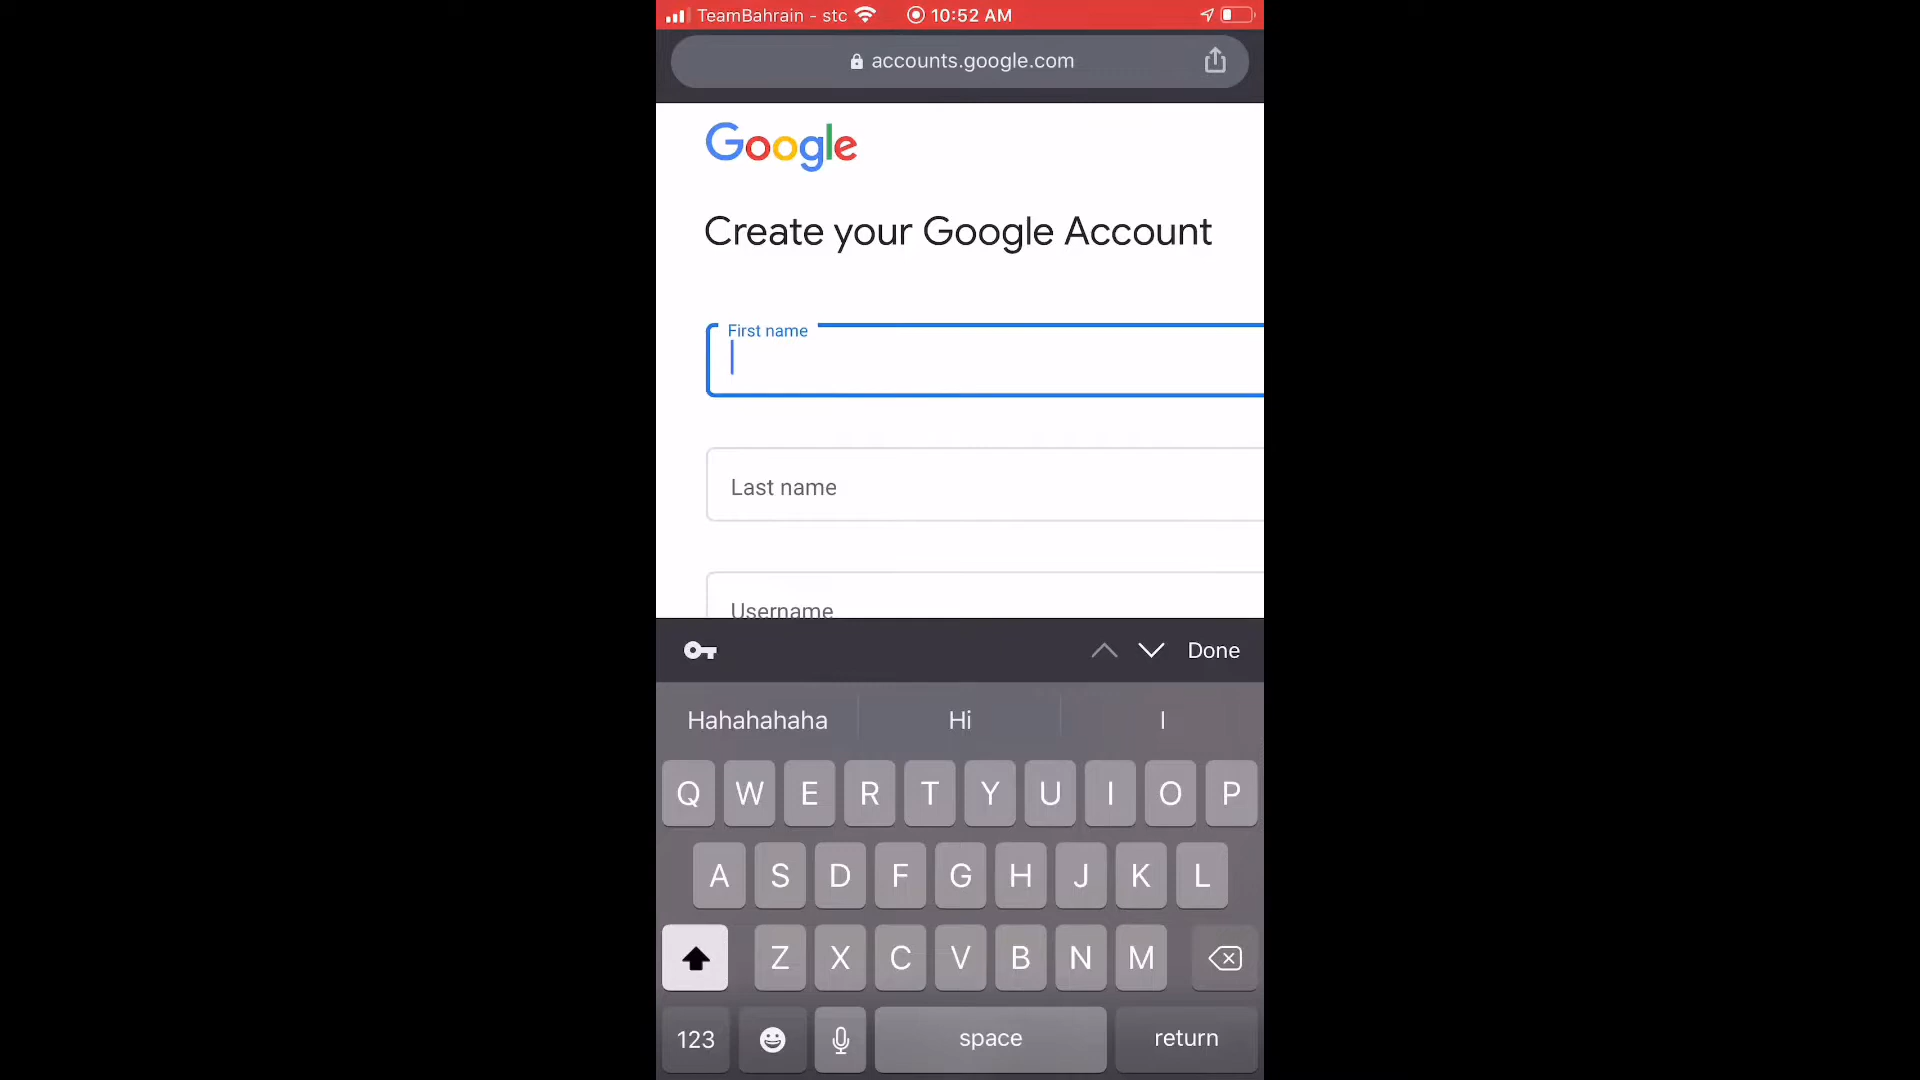 TeamBahrain - stc 10:52 AM
accounts.google.com
Google
Create your Google Account
First name
Last name
Username
Done
Hahahahaha Hi I
Q W E R T Y U I O P
A S D F G H J K L
Z X C V B N M
123 space return